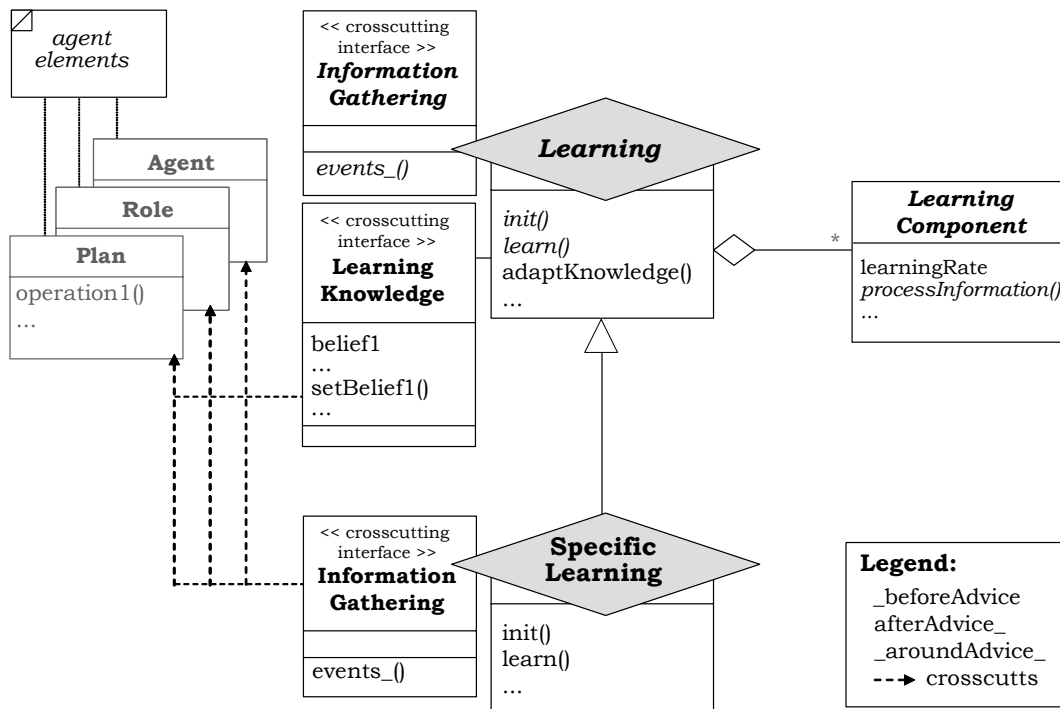 agent
elements
Agent
Role
Plan
operation1()
...
<< crosscutting
interface >>
Information
Gathering
events_()
<< crosscutting
interface >>
Learning
Knowledge
belief1
...
setBelief1()
...
Learning
init()
learn()
adaptKnowledge()
...
*
Learning
Component
learningRate
processInformation()
...
<< crosscutting
interface >>
Information
Gathering
events_()
Specific
Learning
init()
learn()
...
Legend:
_beforeAdvice
afterAdvice_
_aroundAdvice_
crosscutts